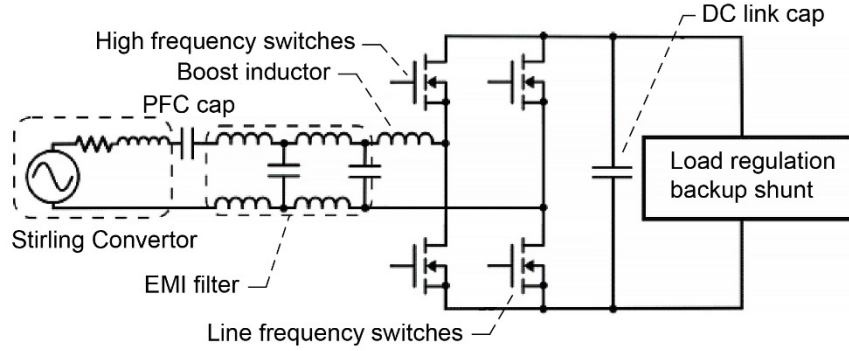 DC link cap
High frequency switches
Boost inductor
PFC cap
Load regulation
backup shunt
Stirling Convertor
EMI filter
Line frequency switches